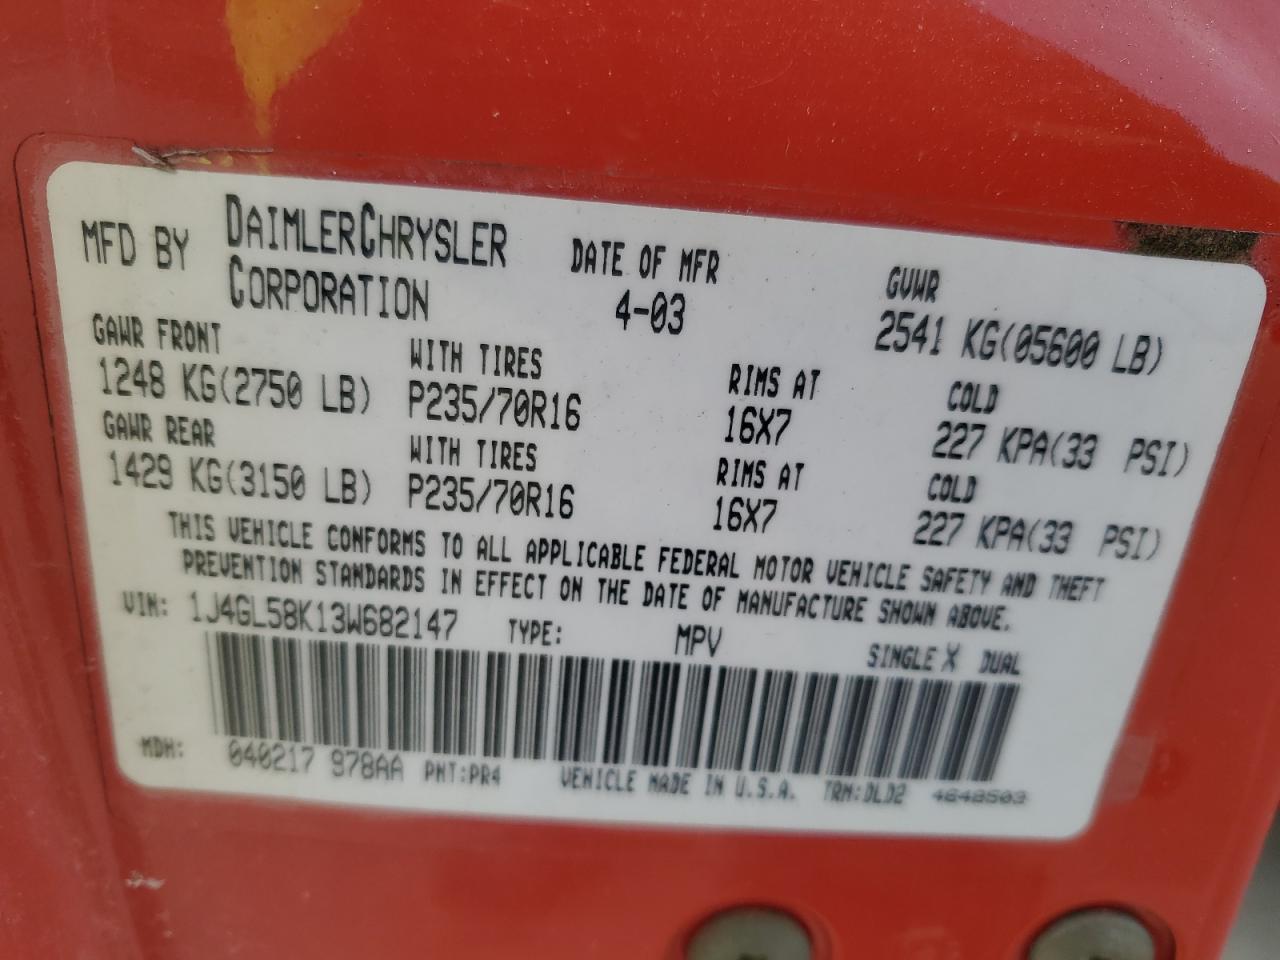 MFD BY DAIMLERCHRYSLER CORPORATION DATE OF MFR 4-03 GVWR 2541 KG(05600 LB)
GAWR FRONT WITH TIRES RIMS AT COLD
1248 KG(2750 LB) P235/70R16 16X7 227 KPA(33 PSI)
GAWR REAR WITH TIRES RIMS AT COLD
1429 KG(3150 LB) P235/70R16 16X7 227 KPA(33 PSI)
THIS VEHICLE CONFORMS TO ALL APPLICABLE FEDERAL MOTOR VEHICLE SAFETY AND THEFT
PREVENTION STANDARDS IN EFFECT ON THE DATE OF MANUFACTURE SHOWN ABOVE.
VIN: 1J4GL58K13W682147 TYPE: MPV SINGLE X DUAL
MDH: 040217 978AA PNT:PR4 VEHICLE MADE IN U.S.A. TRM:DLD2 4648503